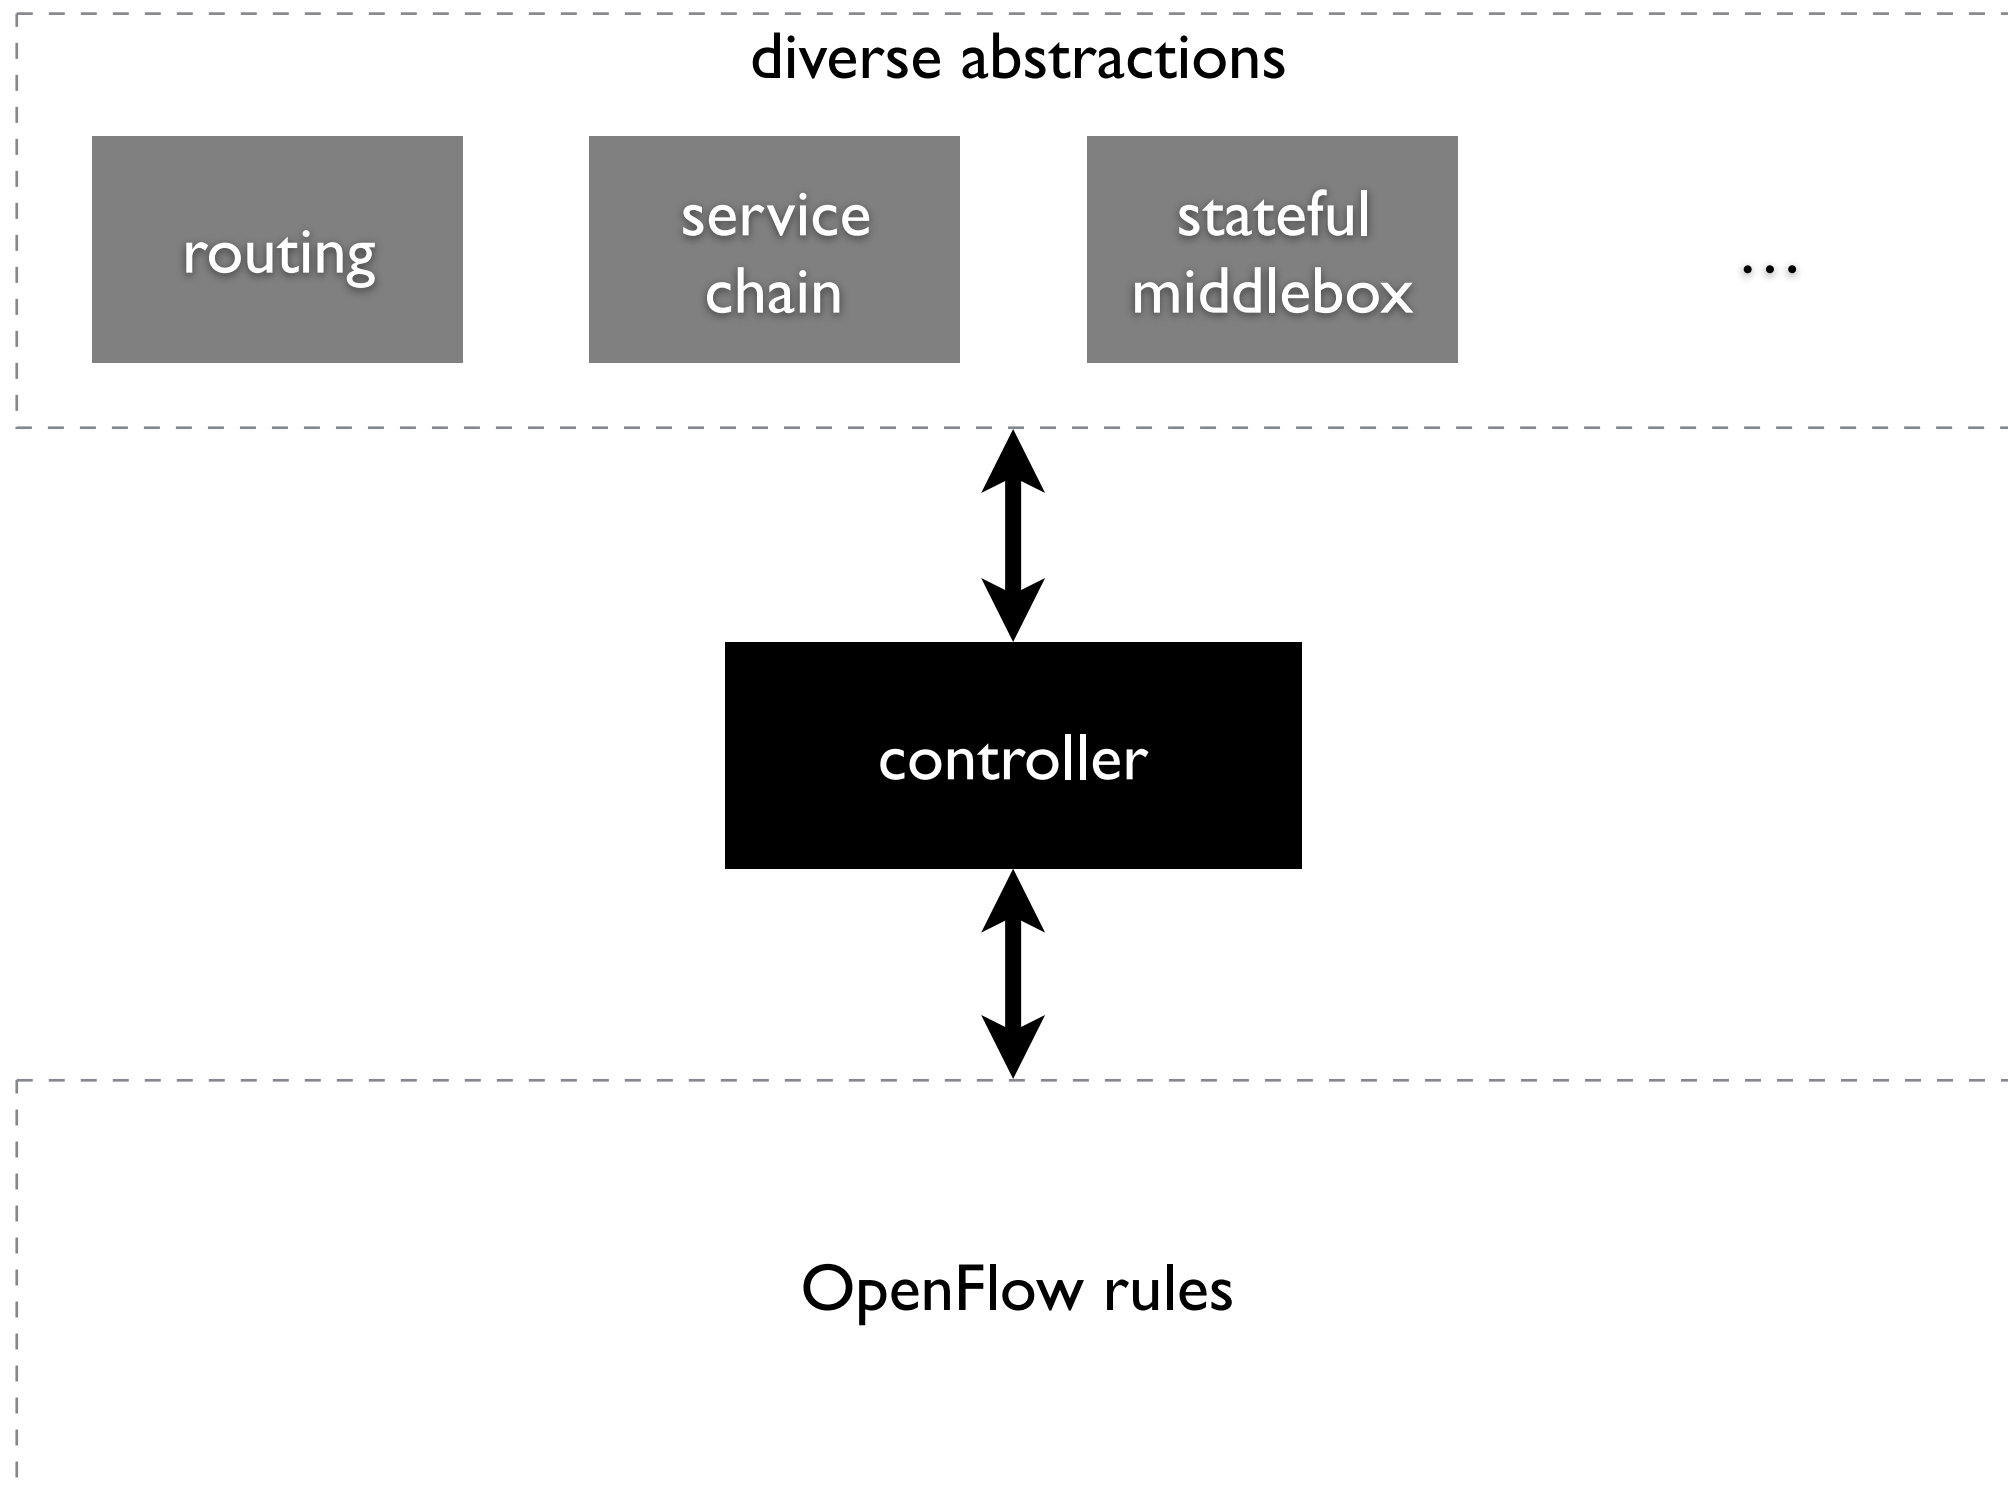 diverse abstractions
routing
service
chain
stateful
middlebox
…
controller
OpenFlow rules